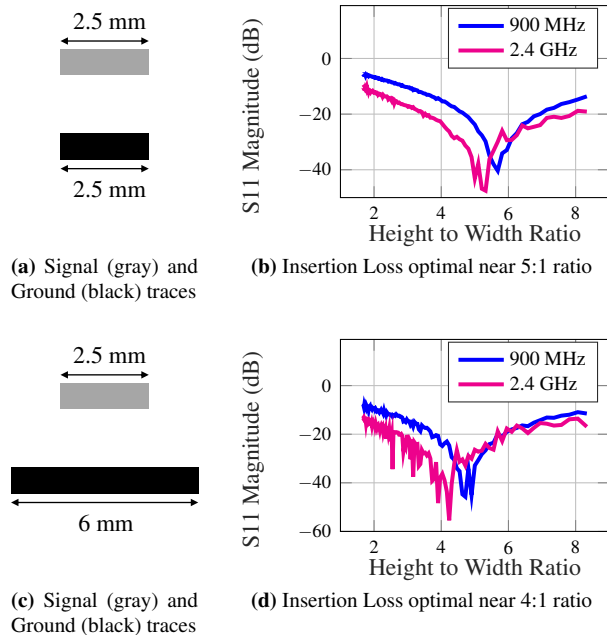 2.5 mm
2.5 mm
(a) Signal (gray) and
Ground (black) traces
S11 Magnitude (dB)
900 MHz
2.4 GHz
0
−20
−40
2 4 6 8
Height to Width Ratio
(b) Insertion Loss optimal near 5:1 ratio
2.5 mm
6 mm
(c) Signal (gray) and
Ground (black) traces
S11 Magnitude (dB)
900 MHz
2.4 GHz
0
−20
−40
−60
2 4 6 8
Height to Width Ratio
(d) Insertion Loss optimal near 4:1 ratio